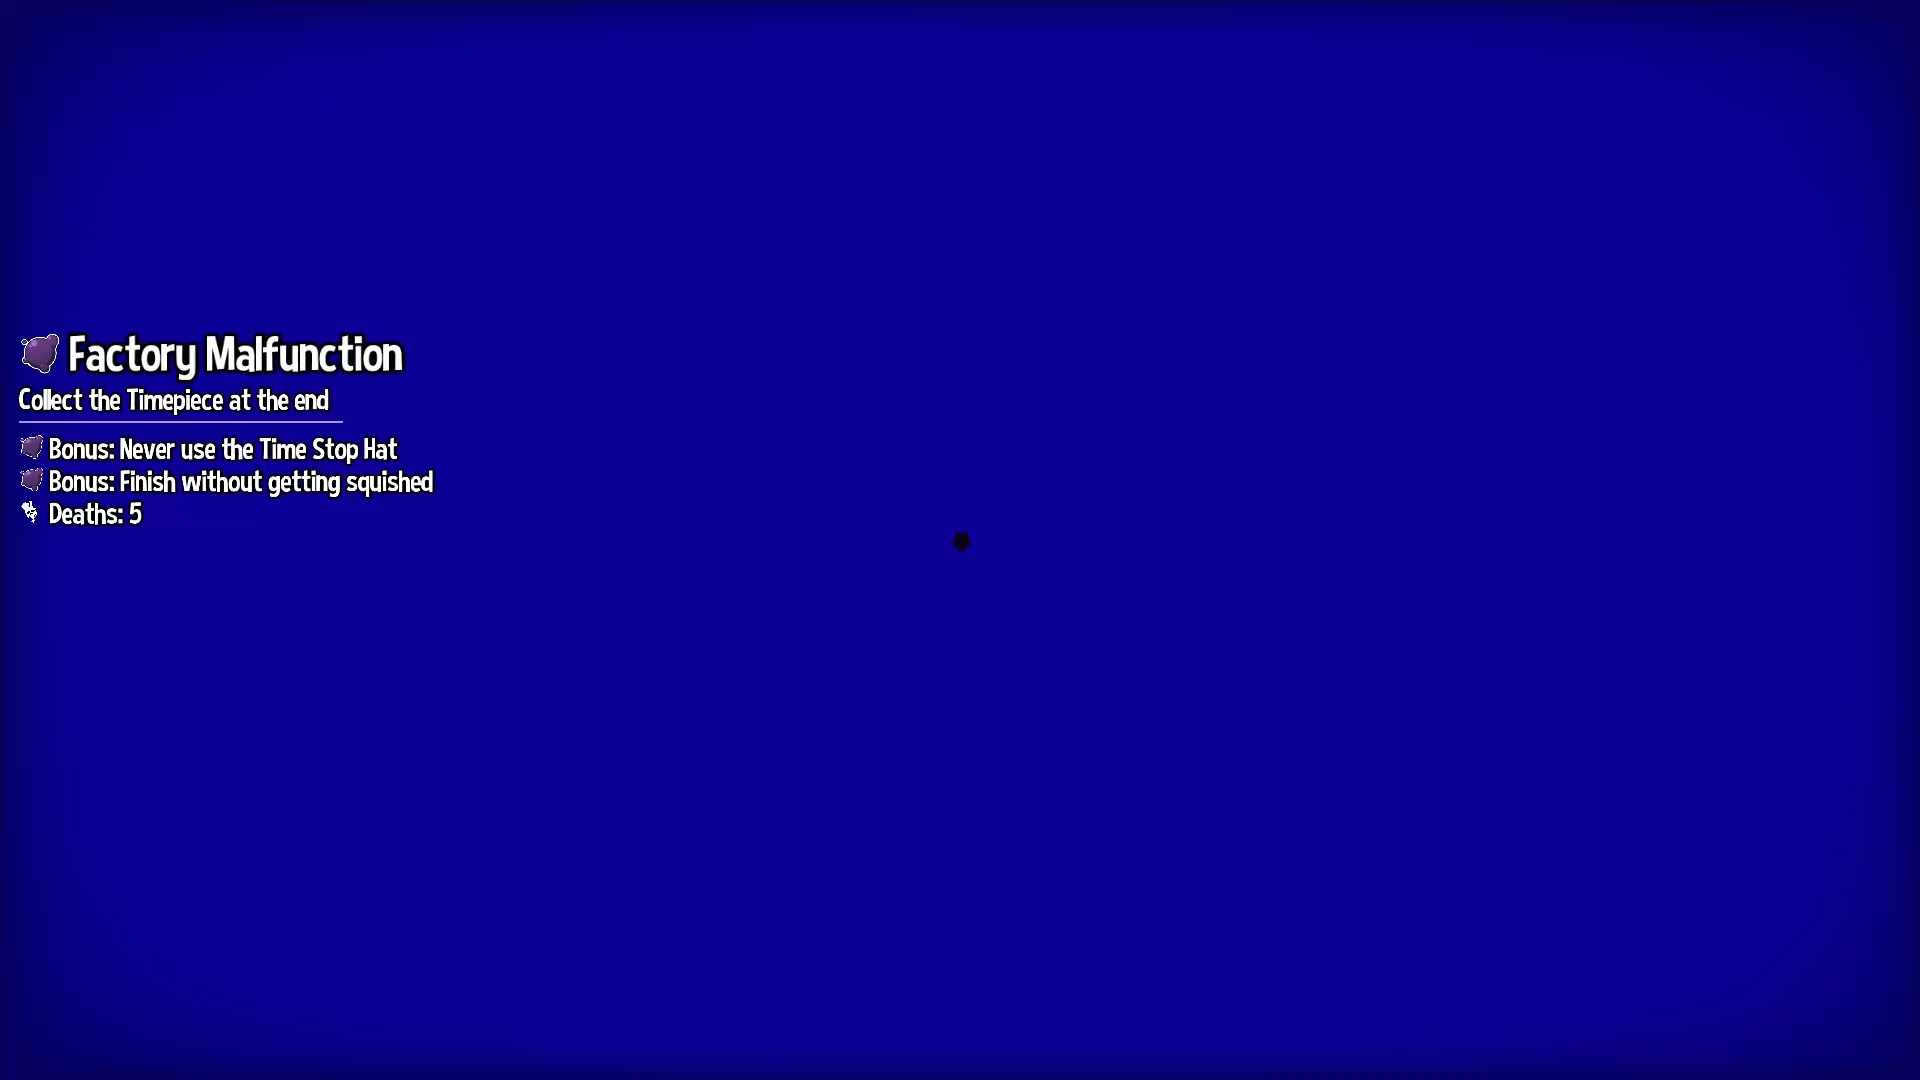 Factory Malfunction
Collect the Timepiece at the end
Bonus: Never use the Time Stop Hat
Bonus: Finish without getting squished
Deaths: 5